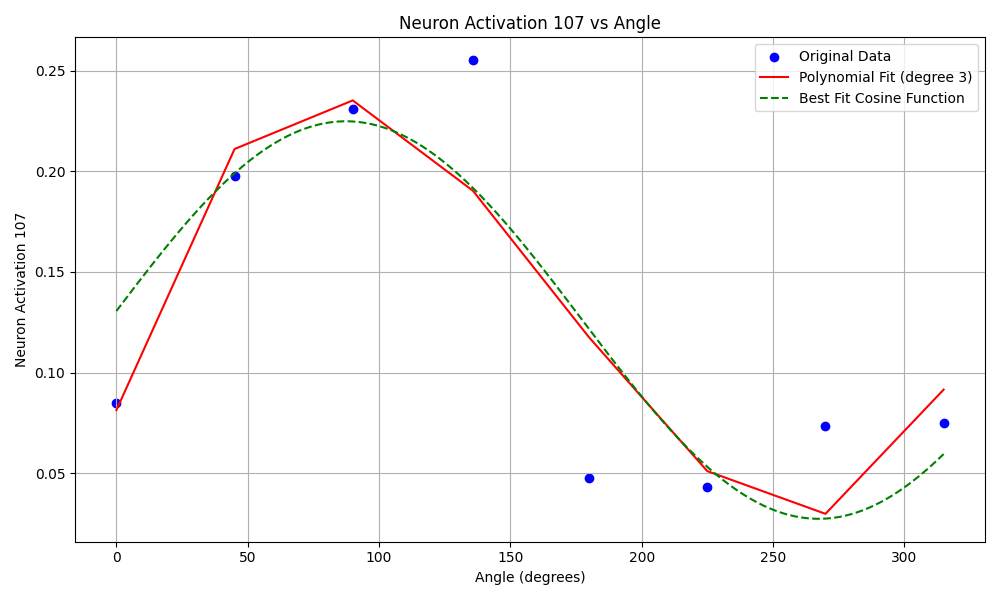 Neuron Activation 107 vs Angle
Original Data
Polynomial Fit (degree 3)
Best Fit Cosine Function
Neuron Activation 107
0.25
0.20
0.15
0.10
0.05
0 50 100 150 200 250 300
Angle (degrees)